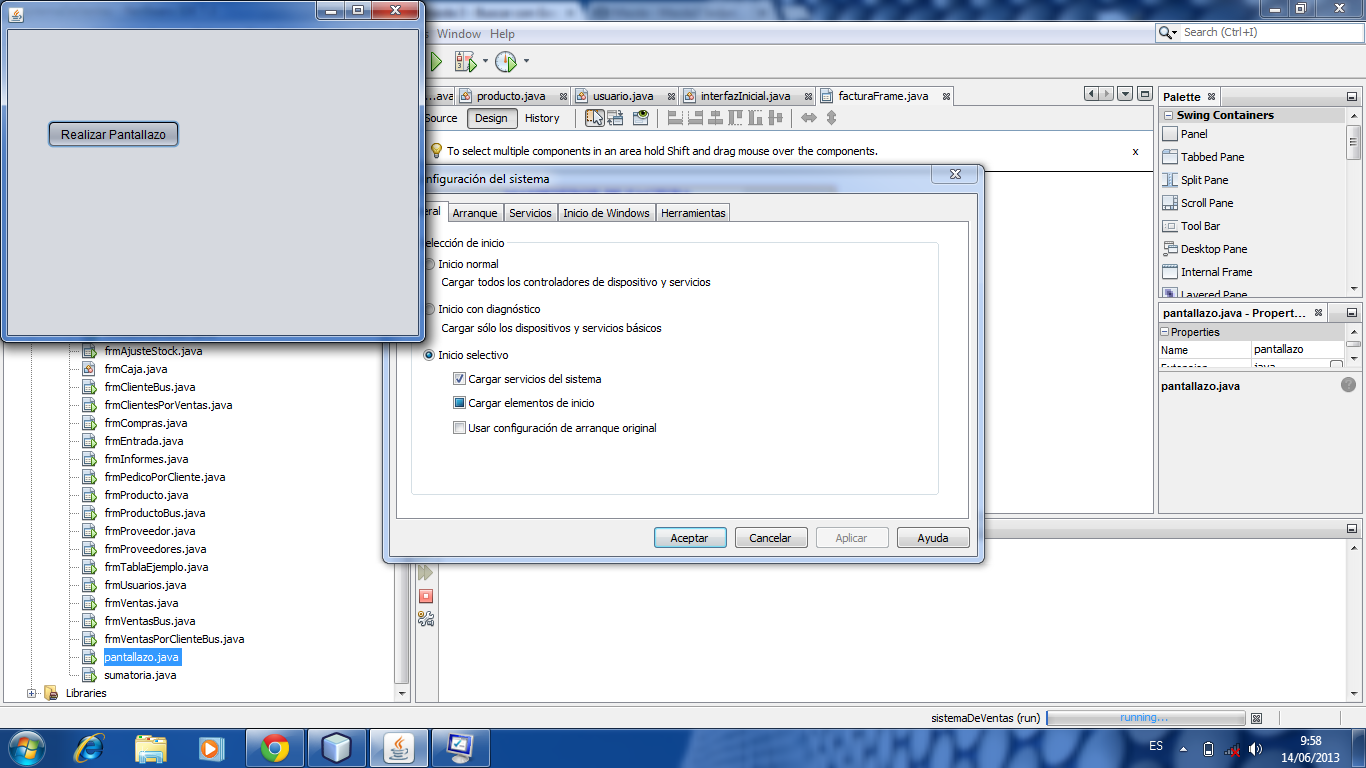 Window Help
Search (Ctrl+I)
Realizar Pantallazo
...ava producto.java usuario.java interfazInicial.java facturaFrame.java
Source Design History
To select multiple components in an area hold Shift and drag mouse over the components. x
Palette
Swing Containers
Panel
Tabbed Pane
Split Pane
Scroll Pane
Tool Bar
Desktop Pane
Internal Frame
Layered Pane
pantallazo.java - Propert...
Properties
Name pantallazo
Extension java
pantallazo.java
nfiguración del sistema
eral Arranque Servicios Inicio de Windows Herramientas
elección de inicio
Inicio normal
Cargar todos los controladores de dispositivo y servicios
Inicio con diagnóstico
Cargar sólo los dispositivos y servicios básicos
Inicio selectivo
Cargar servicios del sistema
Cargar elementos de inicio
Usar configuración de arranque original
Aceptar Cancelar Aplicar Ayuda
frmAjusteStock.java
frmCaja.java
frmClienteBus.java
frmClientesPorVentas.java
frmCompras.java
frmEntrada.java
frmInformes.java
frmPedicoPorCliente.java
frmProducto.java
frmProductoBus.java
frmProveedor.java
frmProveedores.java
frmTablaEjemplo.java
frmUsuarios.java
frmVentas.java
frmVentasBus.java
frmVentasPorClienteBus.java
pantallazo.java
sumatoria.java
Libraries
sistemaDeVentas (run) running...
ES
9:58
14/06/2013